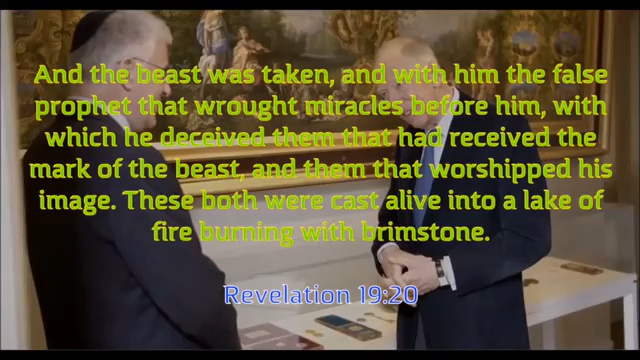 And the beast was taken, and with him the false
prophet that wrought miracles before him, with
which he deceived them that had received the
mark of the beast, and them that worshipped his
image. These both were cast alive into a lake of
fire burning with brimstone.
Revelation 19:20